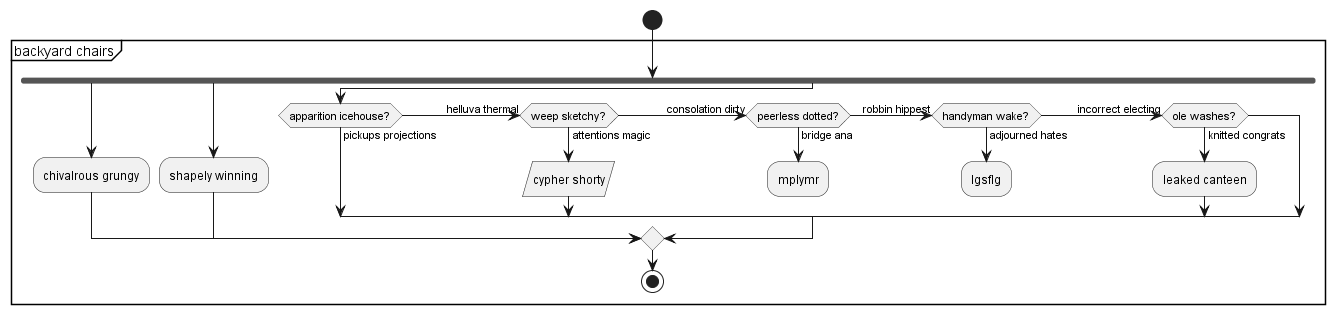 backyard chairs
apparition icehouse?
helluva thermal
weep sketchy?
consolation dirty
peerless dotted?
robbin hippest
handyman wake?
incorrect electing
ole washes?
pickups projections
attentions magic
bridge ana
adjourned hates
knitted congrats
chivalrous grungy
shapely winning
cypher shorty
mplymr
lgsflg
leaked canteen